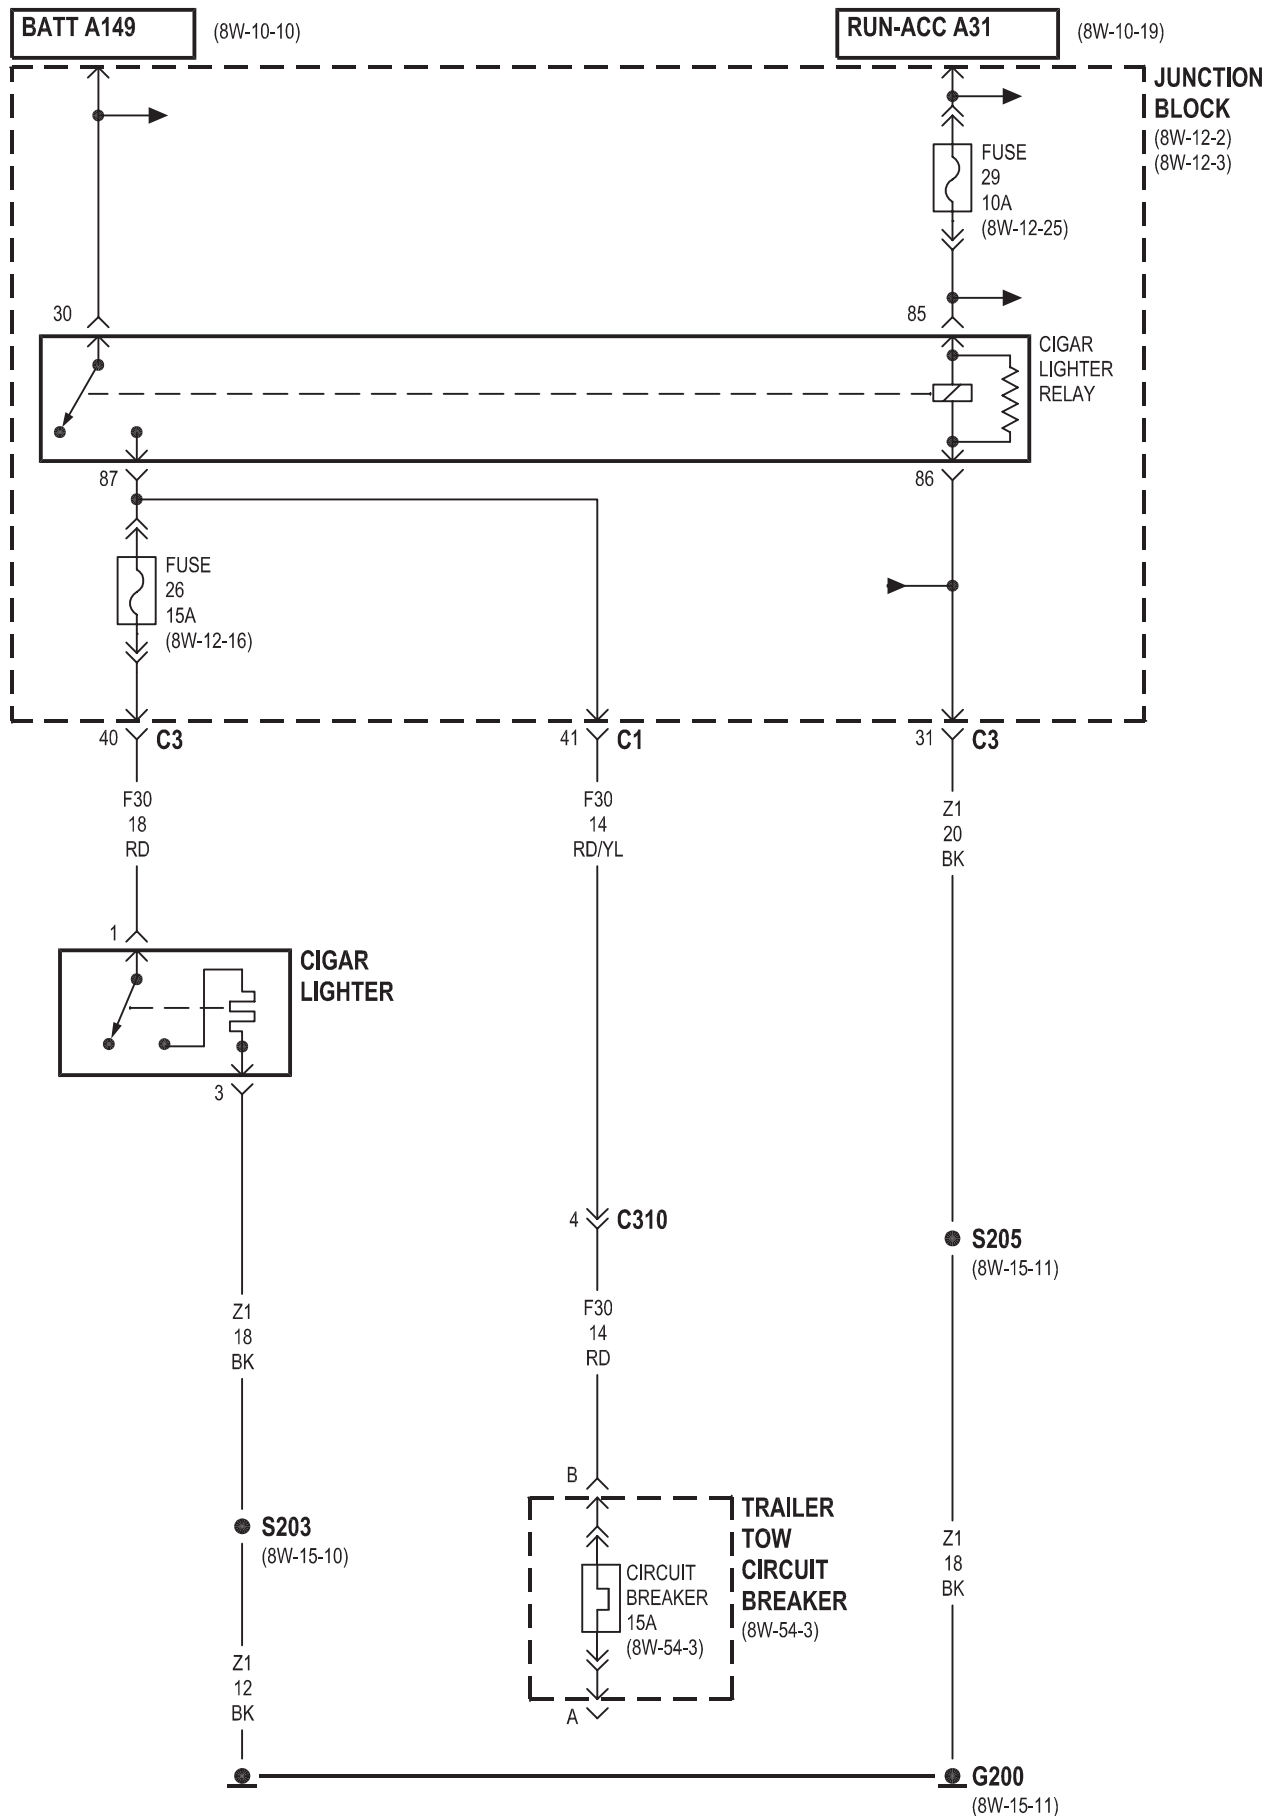 BATT A149
(8W-10-10)
RUN-ACC A31
(8W-10-19)
JUNCTION
BLOCK
(8W-12-2)
(8W-12-3)
FUSE
29
10A
(8W-12-25)
30
85
CIGAR
LIGHTER
RELAY
87
86
FUSE
26
15A
(8W-12-16)
40
C3
41
C1
31
C3
F30
18
RD
F30
14
RD/YL
Z1
20
BK
1
CIGAR
LIGHTER
3
4
C310
S205
(8W-15-11)
Z1
18
BK
F30
14
RD
B
S203
(8W-15-10)
TRAILER
TOW
CIRCUIT
BREAKER
(8W-54-3)
CIRCUIT
BREAKER
15A
(8W-54-3)
Z1
18
BK
Z1
12
BK
A
G200
(8W-15-11)